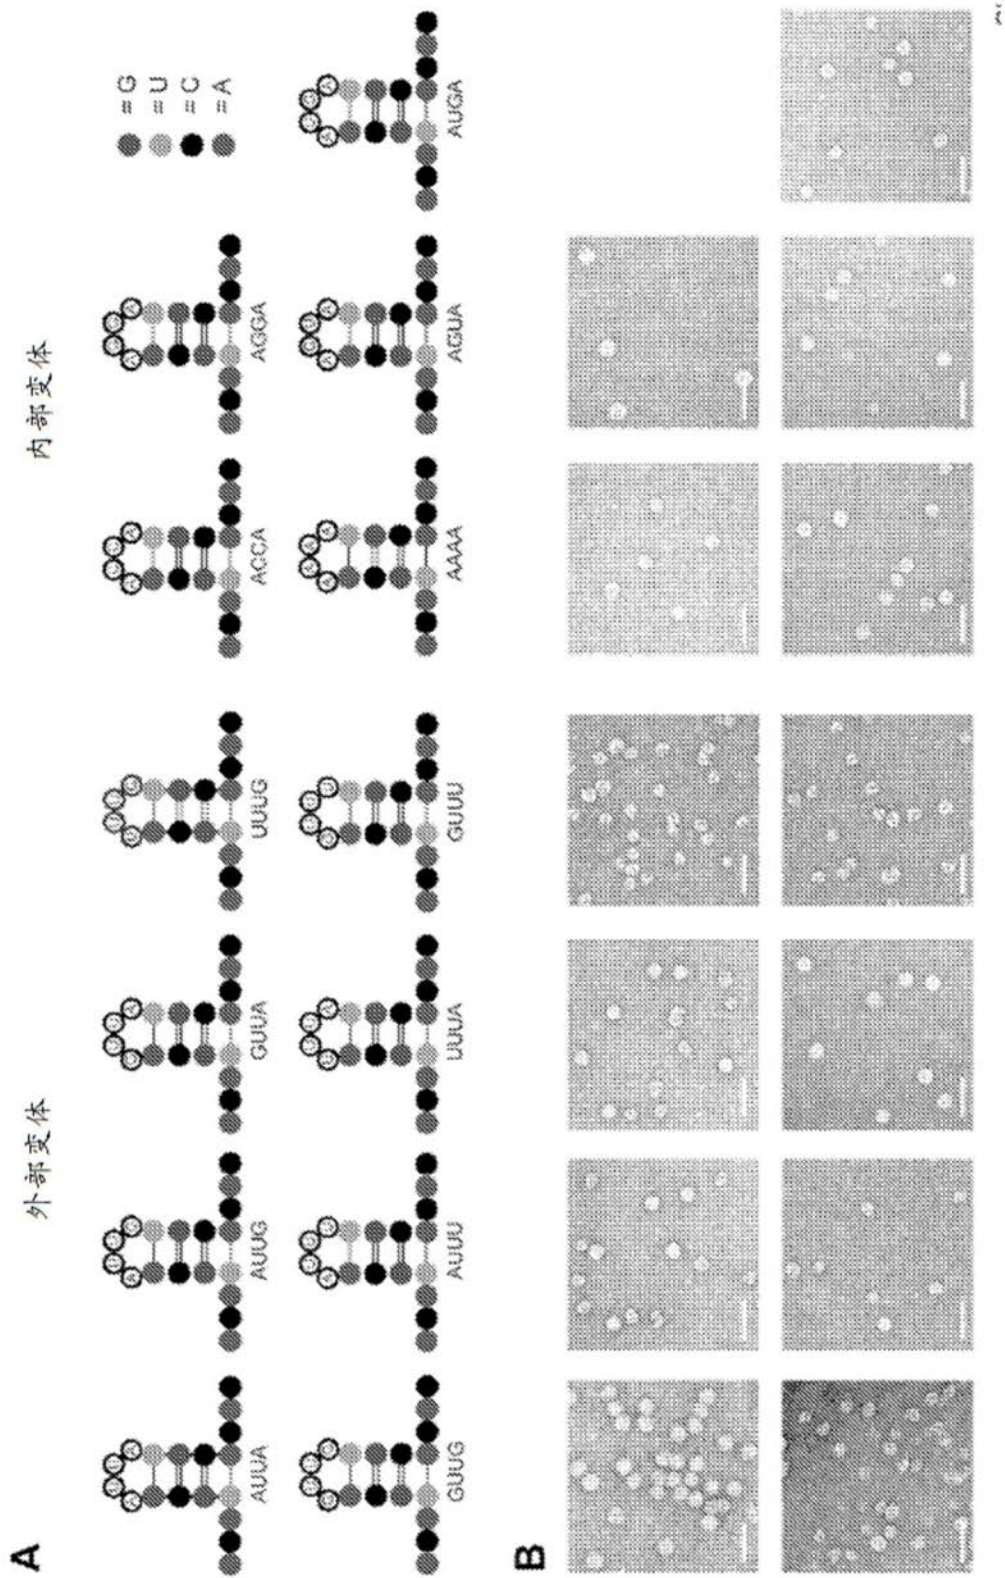 A
外部变体
内部变体
= G
= U
= C
= A
AUUA
AUUG
GUUA
UUUG
ACCA
AGGA
GUUG
AUUU
UUUA
GUUU
AAAA
AGUA
AUGA
B